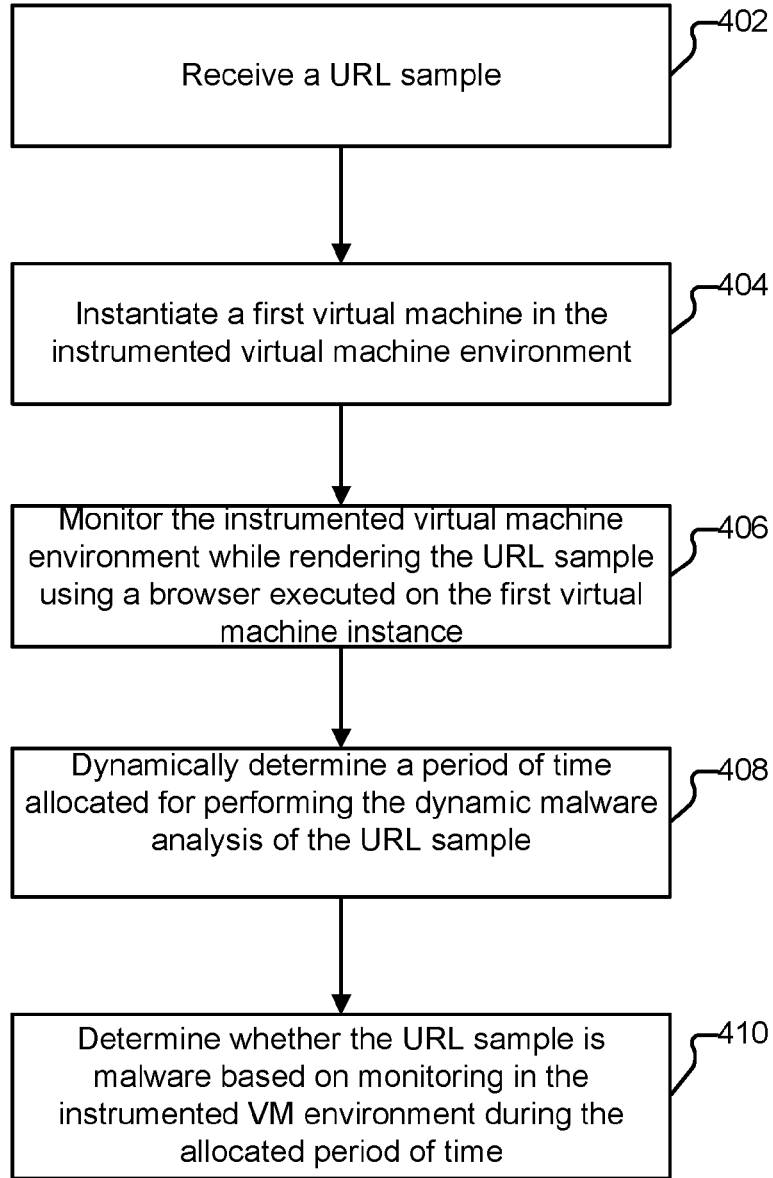 402
Receive a URL sample
404
Instantiate a first virtual machine in the
instrumented virtual machine environment
406
Monitor the instrumented virtual machine
environment while rendering the URL sample
using a browser executed on the first virtual
machine instance
408
Dynamically determine a period of time
allocated for performing the dynamic malware
analysis of the URL sample
410
Determine whether the URL sample is
malware based on monitoring in the
instrumented VM environment during the
allocated period of time